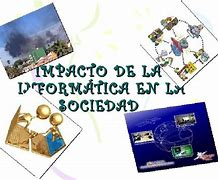 IMPACTO DE LA
INFORMÁTICA EN LA
SOCIEDAD